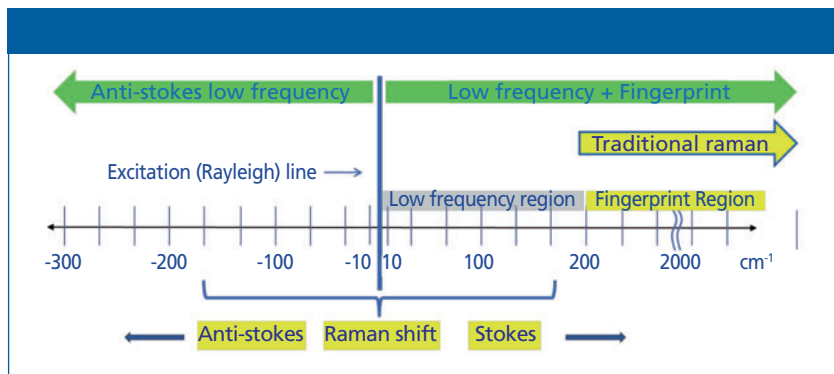 Anti-stokes low frequency Low frequency + Fingerprint
Traditional raman
Excitation (Rayleigh) line
Low frequency region Fingerprint Region
-300 -200 -100 -10 10 100 200 2000 cm-1
Anti-stokes Raman shift Stokes